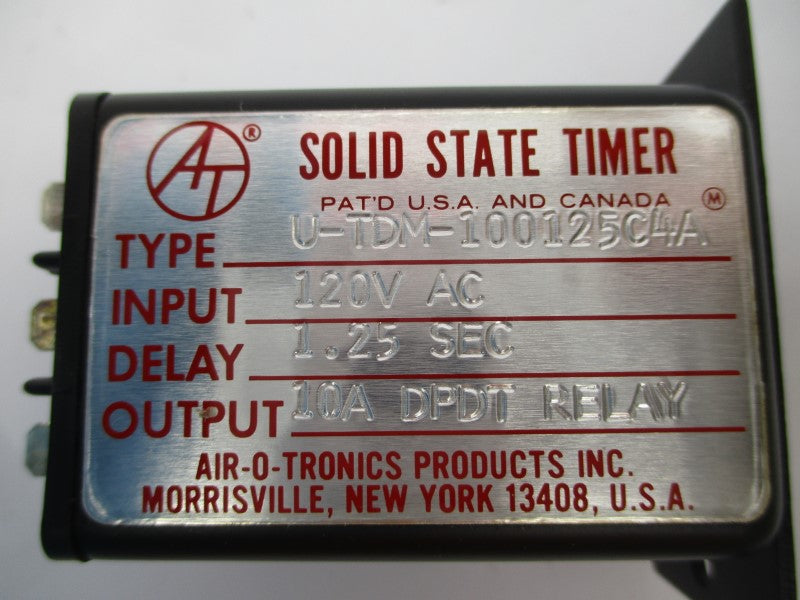 AT ® SOLID STATE TIMER
PAT'D U.S.A. AND CANADA M
TYPE U-TDM-100125C4A
INPUT 120V AC
DELAY 1.25 SEC
OUTPUT 10A DPDT RELAY
AIR-O-TRONICS PRODUCTS INC.
MORRISVILLE, NEW YORK 13408, U.S.A.